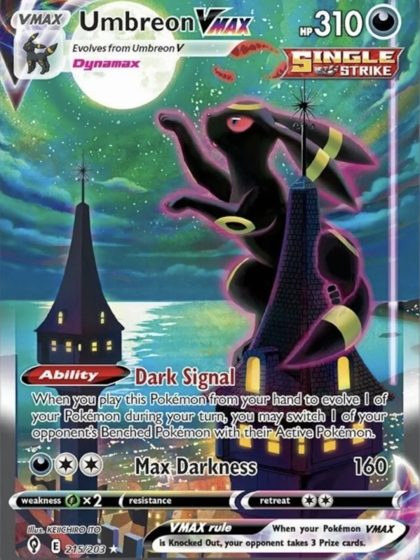 VMAX Umbreon VMAX HP 310
Evolves from Umbreon V
Dynamax
SINGLE STRIKE
Ability Dark Signal
When you play this Pokémon from your hand to evolve 1 of
your Pokémon during your turn, you may switch 1 of your
opponent's Benched Pokémon with their Active Pokémon.
Max Darkness 160
weakness ×2 resistance retreat
Illus. KEIICHIRO ITO
VMAX rule When your Pokémon VMAX
is Knocked Out, your opponent takes 3 Prize cards.
E 215/203